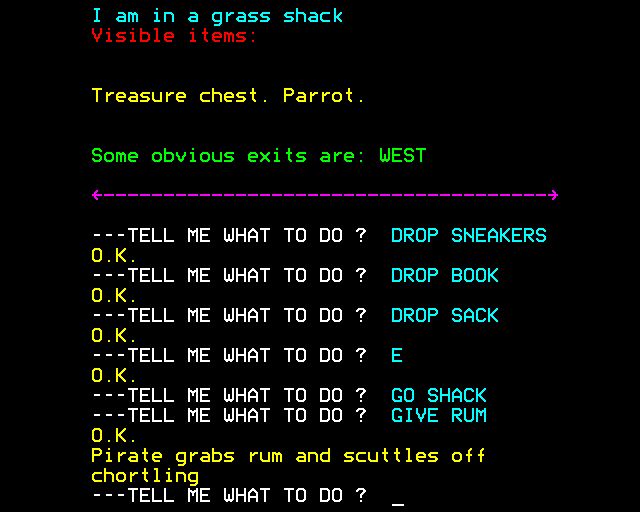 I am in a grass shack
Visible items:
Treasure chest. Parrot.
Some obvious exits are: WEST
<------------------------------------->
---TELL ME WHAT TO DO ? DROP SNEAKERS
O.K.
---TELL ME WHAT TO DO ? DROP BOOK
O.K.
---TELL ME WHAT TO DO ? DROP SACK
O.K.
---TELL ME WHAT TO DO ? E
O.K.
---TELL ME WHAT TO DO ? GO SHACK
---TELL ME WHAT TO DO ? GIVE RUM
O.K.
Pirate grabs rum and scuttles off
chortling
---TELL ME WHAT TO DO ? _